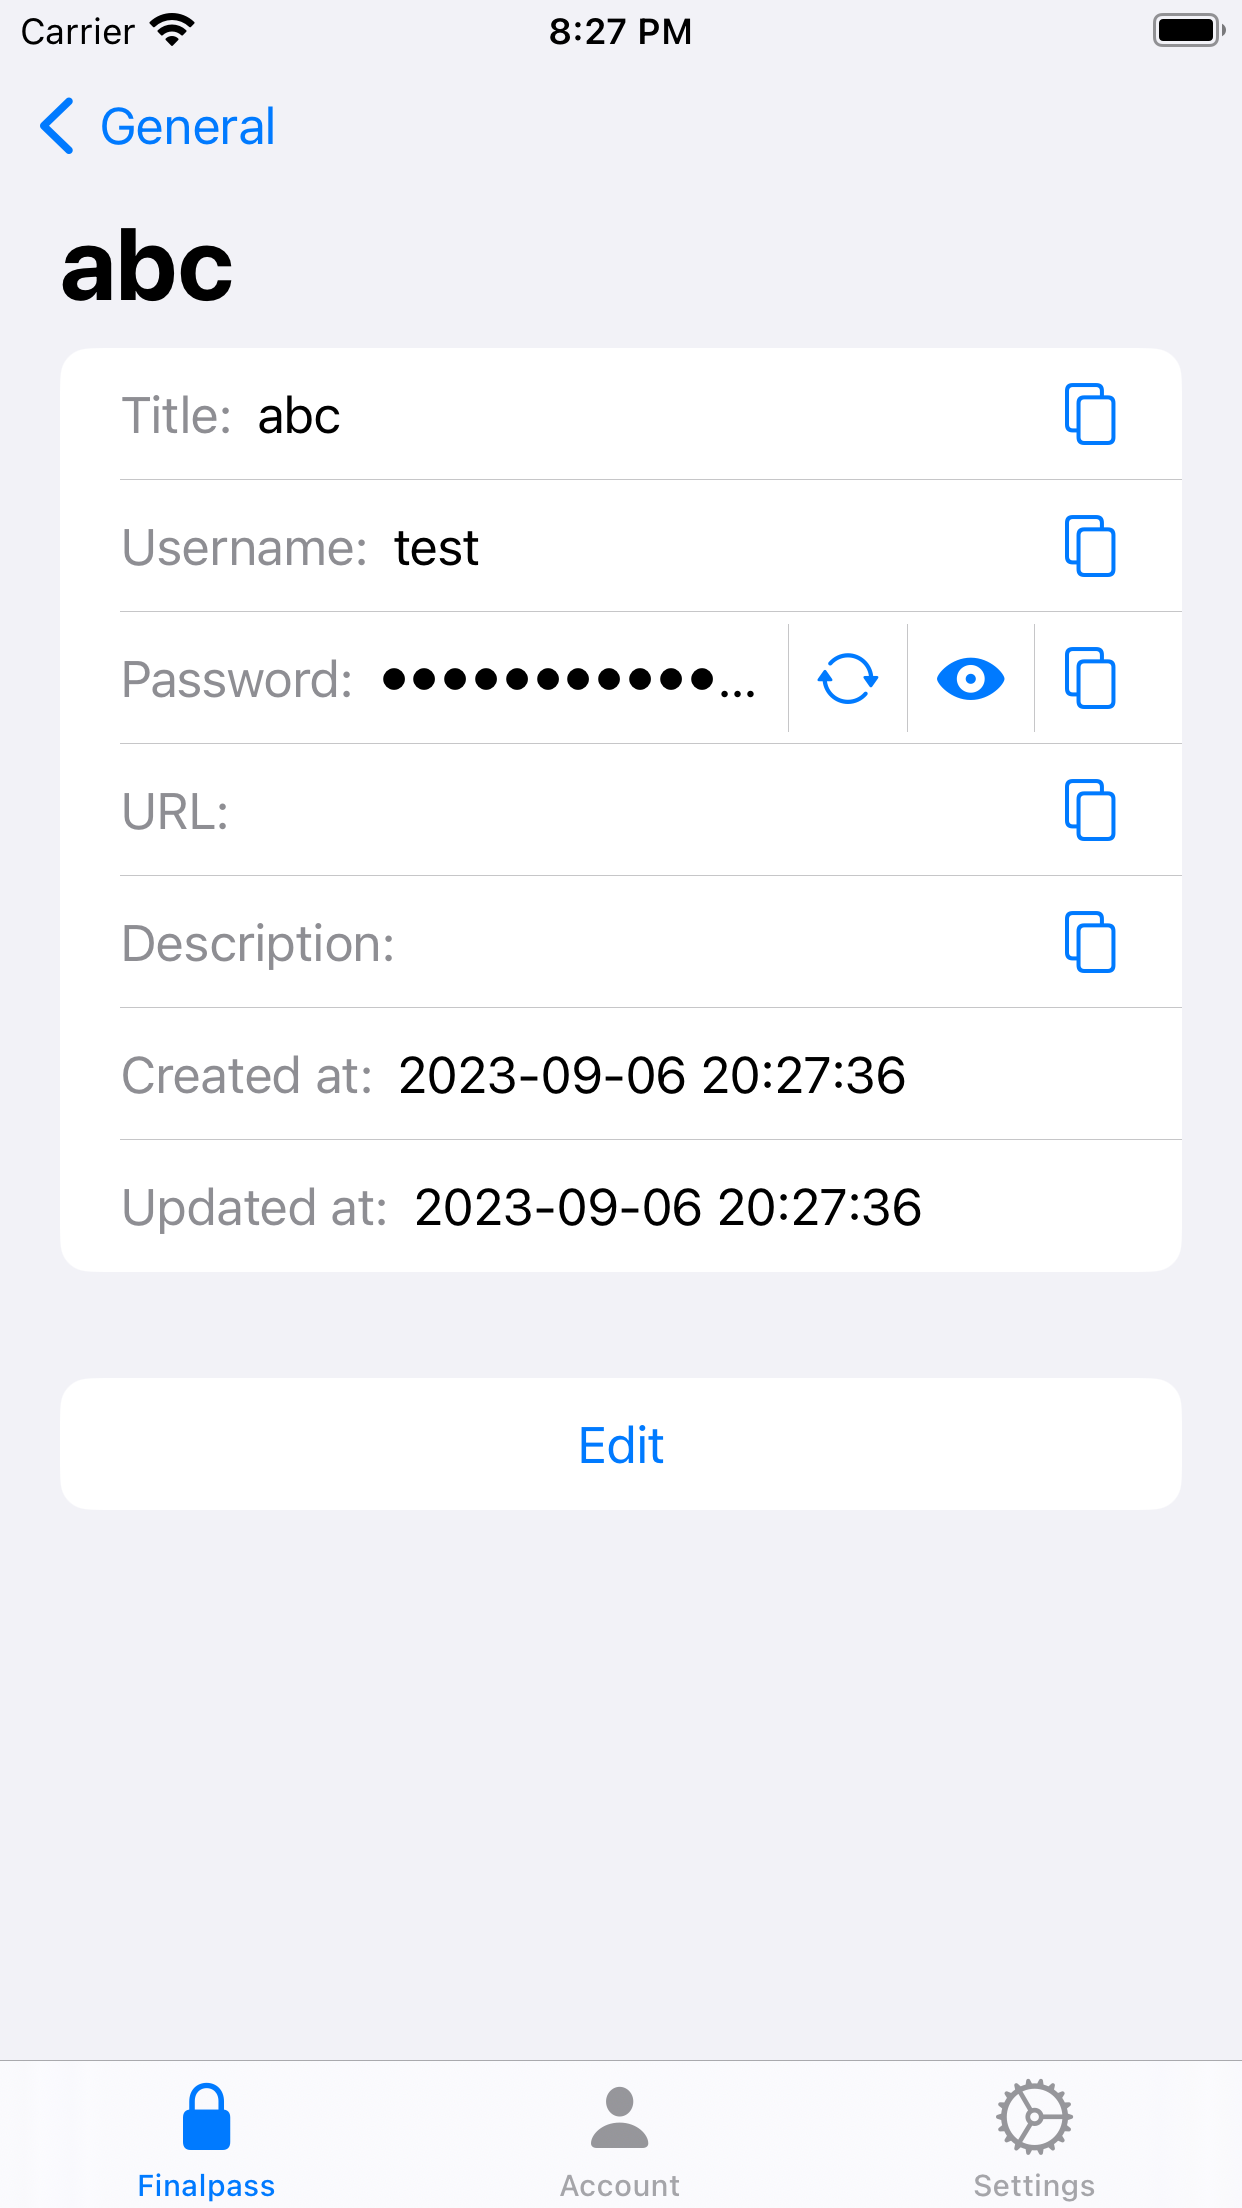 Carrier 8:27 PM
General
abc
Title: abc
Username: test
Password: ●●●●●●●●●●●...
URL:
Description:
Created at: 2023-09-06 20:27:36
Updated at: 2023-09-06 20:27:36
Edit
Finalpass Account Settings